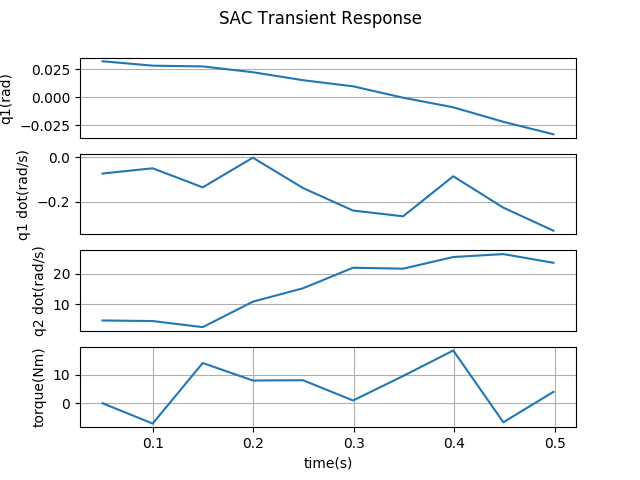 SAC Transient Response
q1(rad)
0.025
0.000
−0.025
q1 dot(rad/s)
0.0
−0.2
q2 dot(rad/s)
20
10
torque(Nm)
10
0
0.1 0.2 0.3 0.4 0.5
time(s)